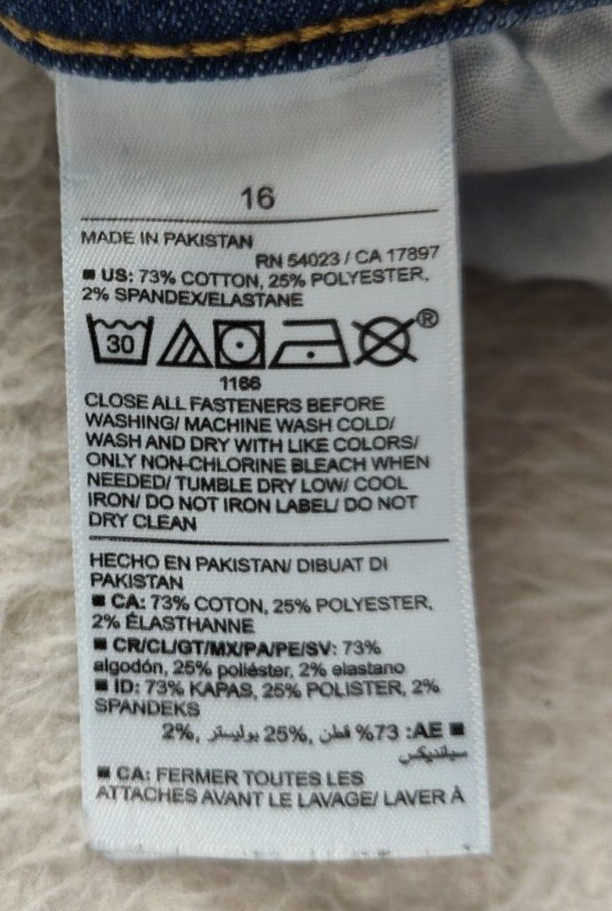 16
MADE IN PAKISTAN
RN 54023 / CA 17897
■ US: 73% COTTON, 25% POLYESTER,
2% SPANDEX/ELASTANE
30
®
1166
CLOSE ALL FASTENERS BEFORE
WASHING/ MACHINE WASH COLD/
WASH AND DRY WITH LIKE COLORS/
ONLY NON-CHLORINE BLEACH WHEN
NEEDED/ TUMBLE DRY LOW/ COOL
IRON/ DO NOT IRON LABEL/ DO NOT
DRY CLEAN
HECHO EN PAKISTAN/ DIBUAT DI
PAKISTAN
■ CA: 73% COTON, 25% POLYESTER,
2% ÉLASTHANNE
■ CR/CL/GT/MX/PA/PE/SV: 73%
algodón, 25% poliéster, 2% elastano
■ ID: 73% KAPAS, 25% POLISTER, 2%
SPANDEKS
■ AE: 73% قطن, 25% بوليستر, 2%
سباندكس
■ CA: FERMER TOUTES LES
ATTACHES AVANT LE LAVAGE/ LAVER À